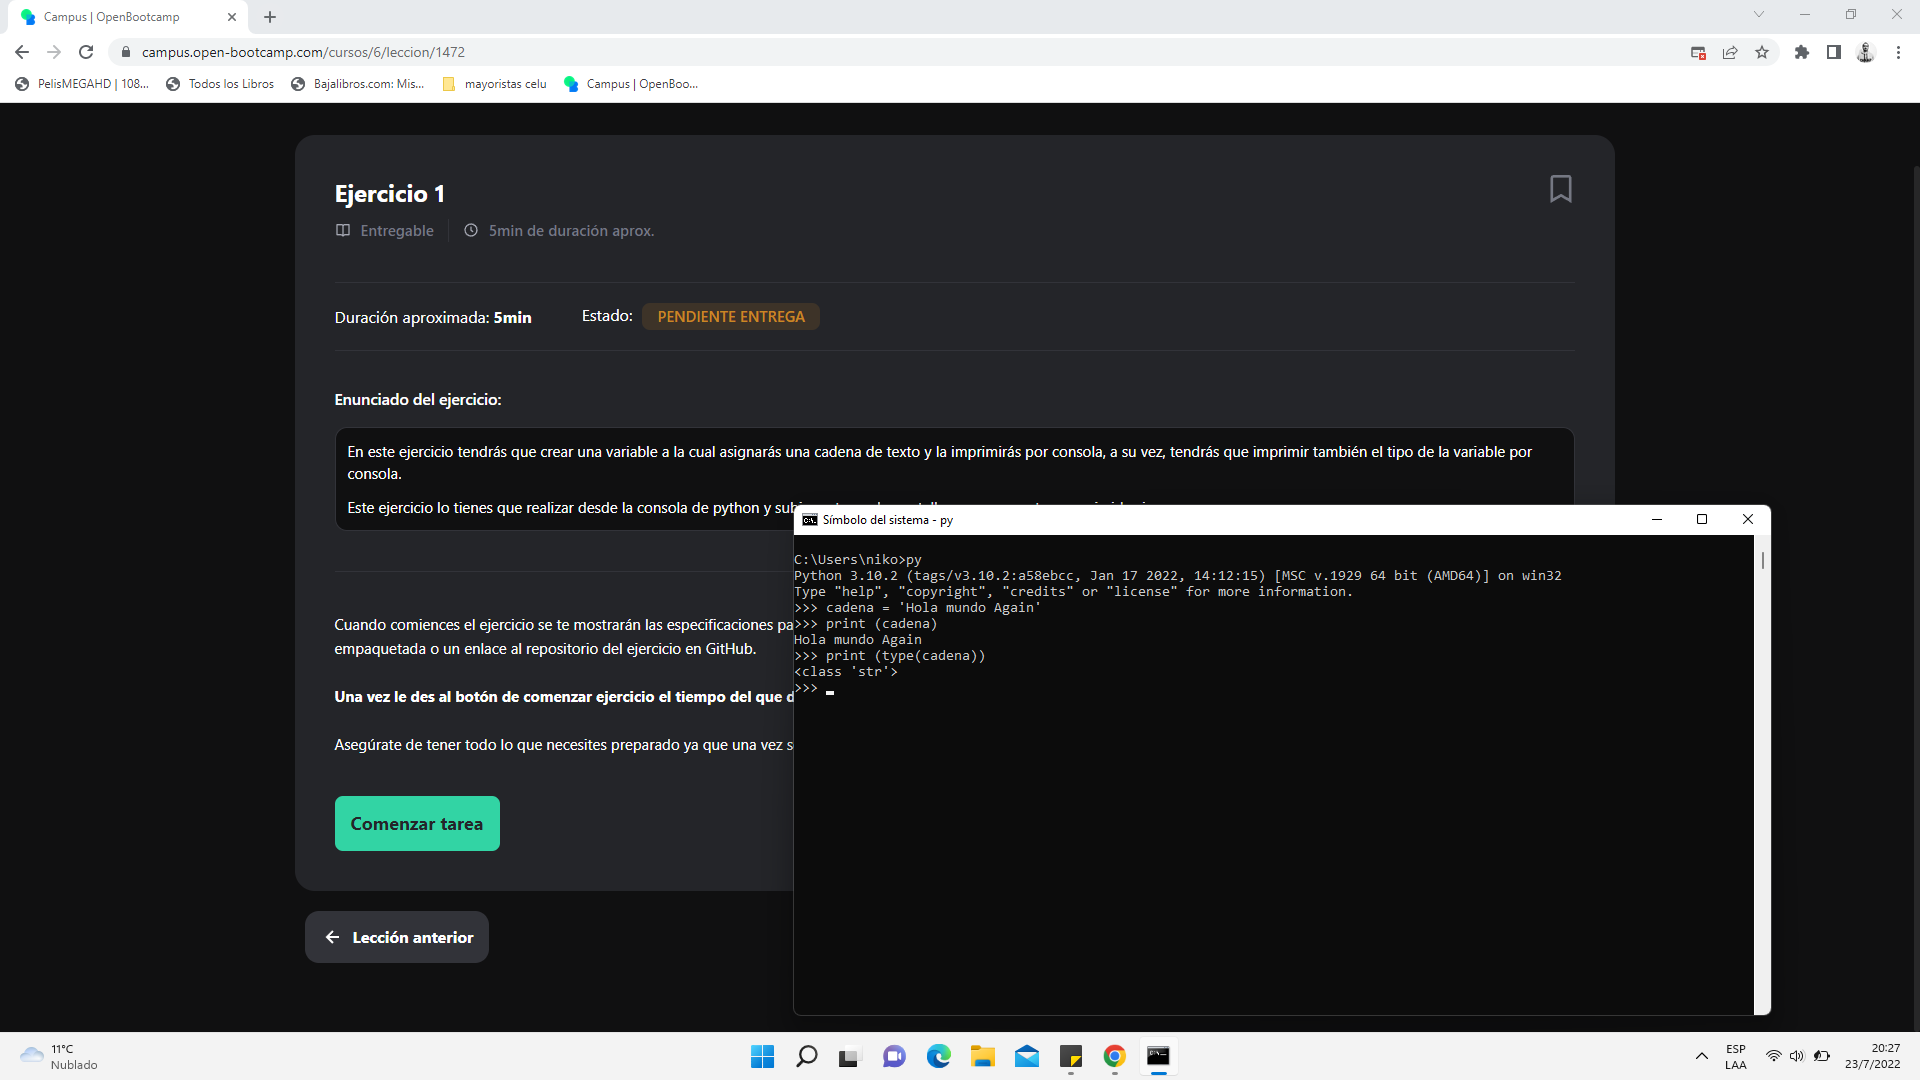 Campus | OpenBootcamp
campus.open-bootcamp.com/cursos/6/leccion/1472
PelisMEGAHD | 108...
Todos los Libros
Bajalibros.com: Mis...
mayoristas celu
Campus | OpenBoo...
Ejercicio 1
Entregable
5min de duración aprox.
Duración aproximada: 5min
Estado:
PENDIENTE ENTREGA
Enunciado del ejercicio:
En este ejercicio tendrás que crear una variable a la cual asignarás una cadena de texto y la imprimirás por consola, a su vez, tendrás que imprimir también el tipo de la variable por
consola.
Este ejercicio lo tienes que realizar desde la consola de python y
Cuando comiences el ejercicio se te mostrarán las especificaciones pa
empaquetada o un enlace al repositorio del ejercicio en GitHub.
Una vez le des al botón de comenzar ejercicio el tiempo del que d
Asegúrate de tener todo lo que necesites preparado ya que una vez s
Comenzar tarea
Lección anterior
Símbolo del sistema - py
C:\Users\niko>py
Python 3.10.2 (tags/v3.10.2:a58ebcc, Jan 17 2022, 14:12:15) [MSC v.1929 64 bit (AMD64)] on win32
Type "help", "copyright", "credits" or "license" for more information.
>>> cadena = 'Hola mundo Again'
>>> print (cadena)
Hola mundo Again
>>> print (type(cadena))
<class 'str'>
>>>
11°C
Nublado
ESP
LAA
20:27
23/7/2022